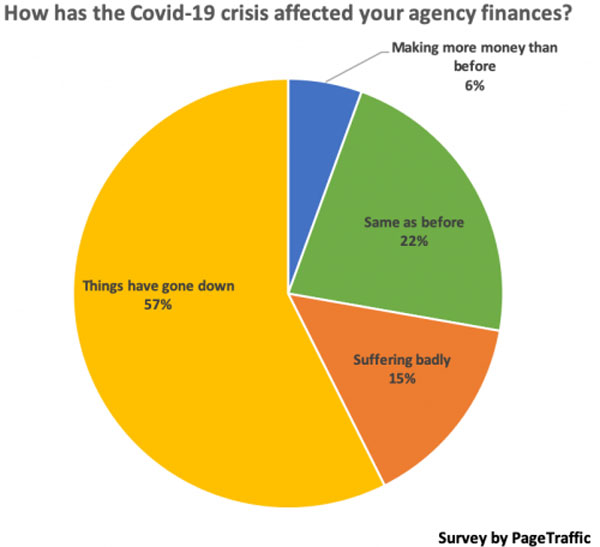 How has the Covid-19 crisis affected your agency finances?
Making more money than
before
6%
Same as before
22%
Things have gone down
57%
Suffering badly
15%
Survey by PageTraffic